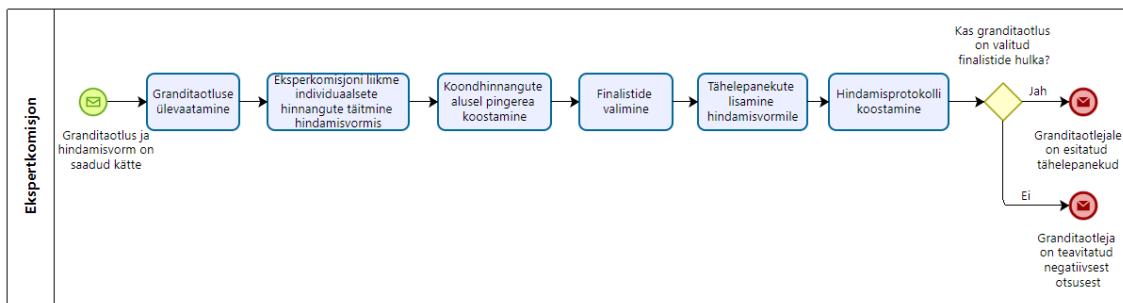 Ekspertkomisjon
Granditaotlus ja
hindamisvorm on
saadud kätte
Granditaotluse
ülevaatamine
Eksperkomisjoni liikme
individuaalsete
hinnangute täitmine
hindamisvormis
Koondhinnangute
alusel pingerea
koostamine
Finalistide
valimine
Tähelepanekute
lisamine
hindamisvormile
Hindamisprotokolli
koostamine
Kas granditaotlus
on valitud
finalistide hulka?
Jah
Granditaotlejale
on esitatud
tähelepanekud
Ei
Granditaotleja
on teavitatud
negatiivsest
otsusest